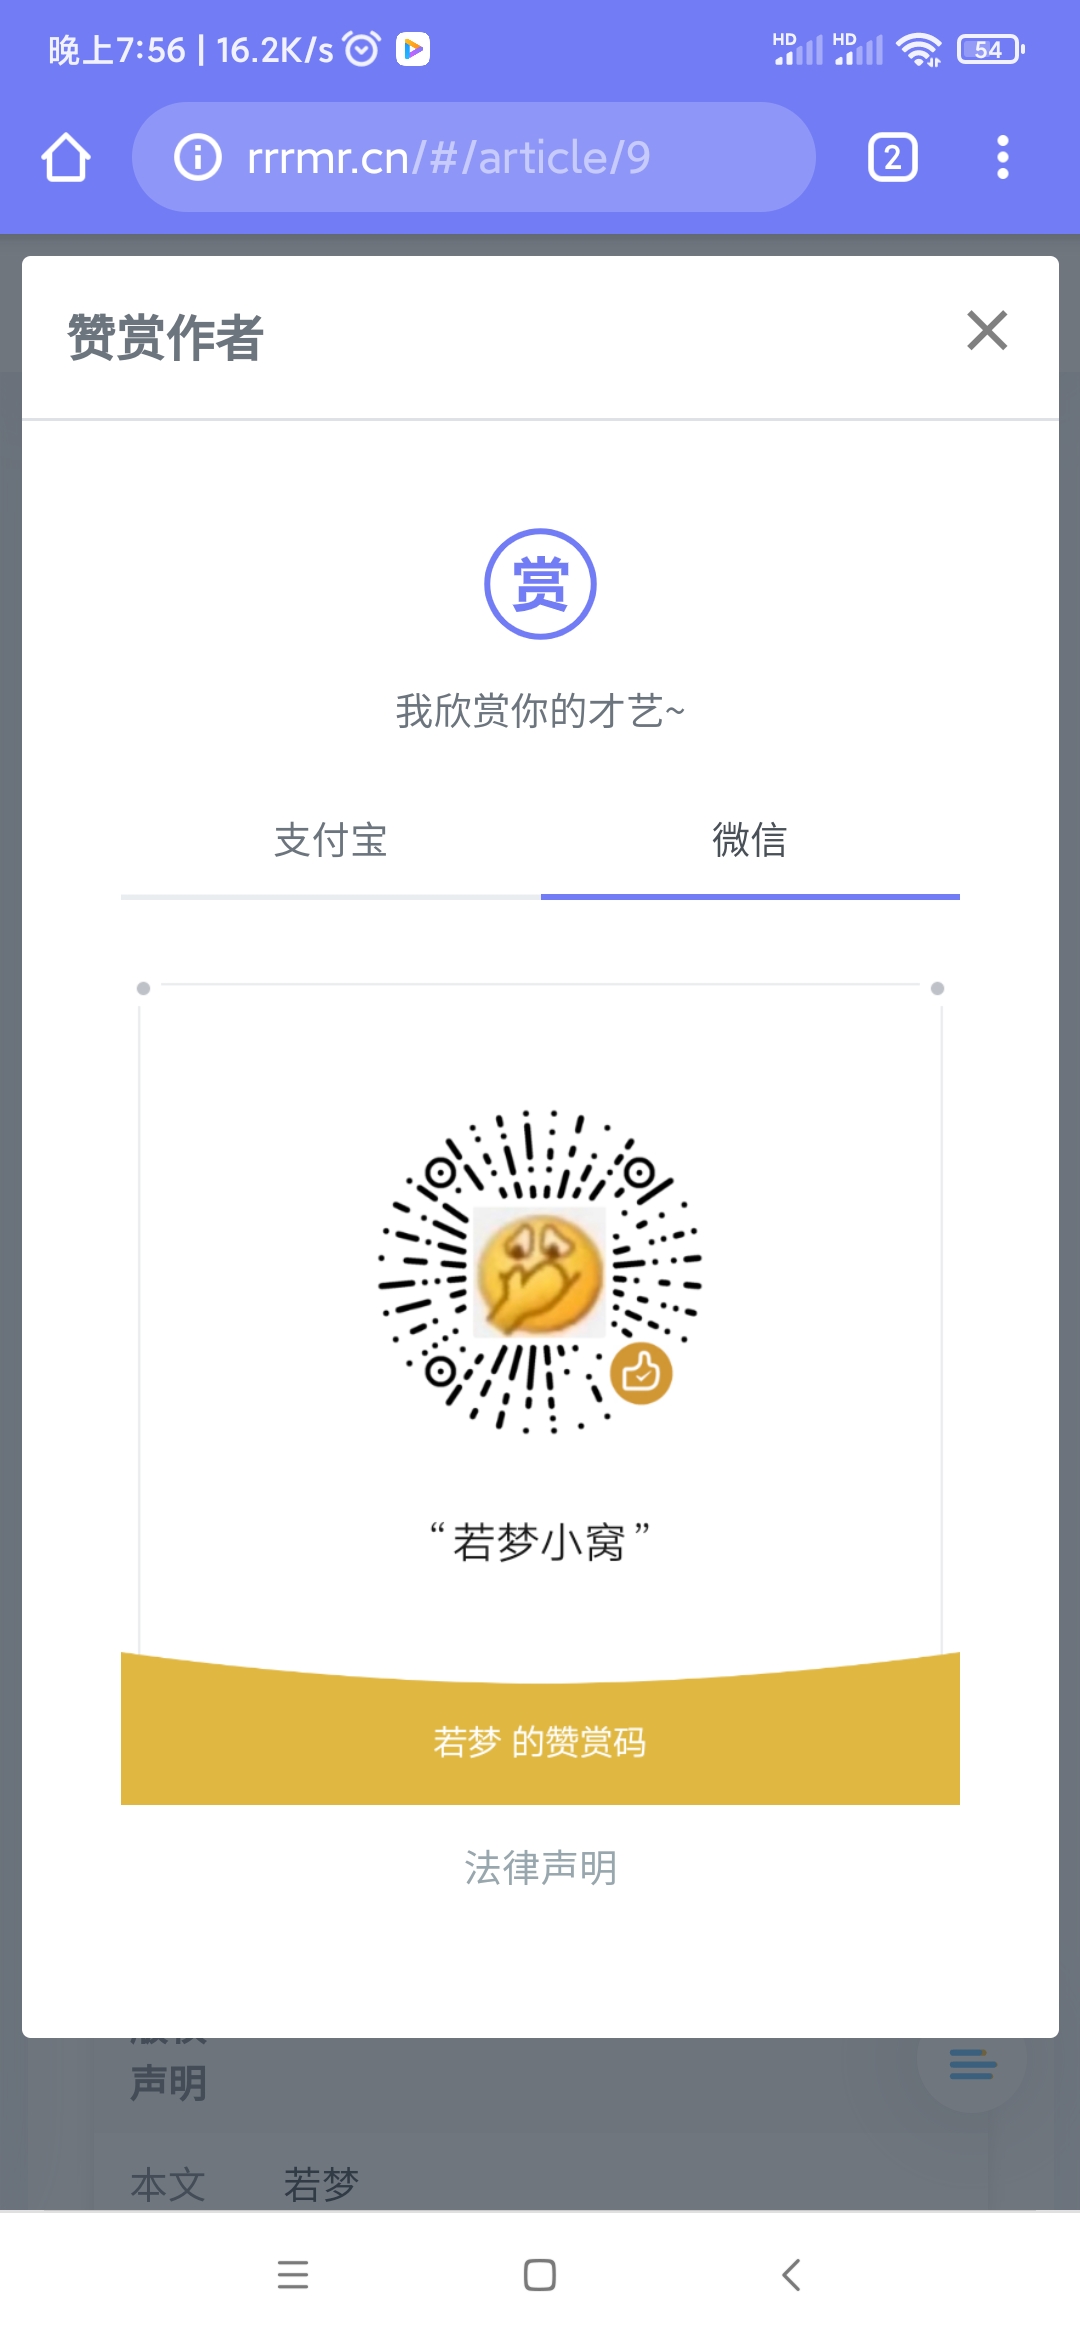 晚上7:56 | 16.2K/s
HD HD 54
rrrmr.cn/#/article/9
2
赞赏作者
赏
我欣赏你的才艺~
支付宝 微信
“若梦小窝”
若梦 的赞赏码
法律声明
声明
本文 若梦